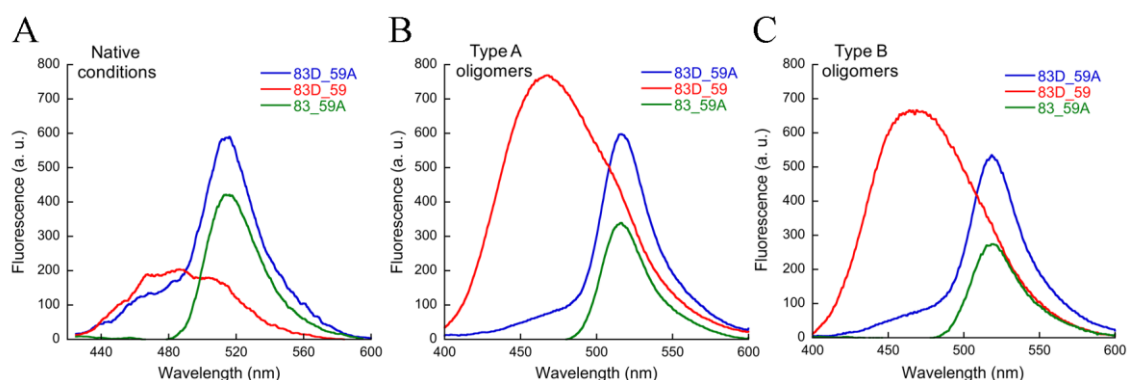 A
Native
conditions
83D_59A
83D_59
83_59A
Fluorescence (a. u.)
800
700
600
500
400
300
200
100
0
440
480
520
560
600
Wavelength (nm)
B
Type A
oligomers
83D_59A
83D_59
83_59A
Fluorescence (a. u.)
800
700
600
500
400
300
200
100
0
400
450
500
550
600
Wavelength (nm)
C
Type B
oligomers
83D_59A
83D_59
83_59A
Fluorescence (a. u.)
800
700
600
500
400
300
200
100
0
400
450
500
550
600
Wavelength (nm)